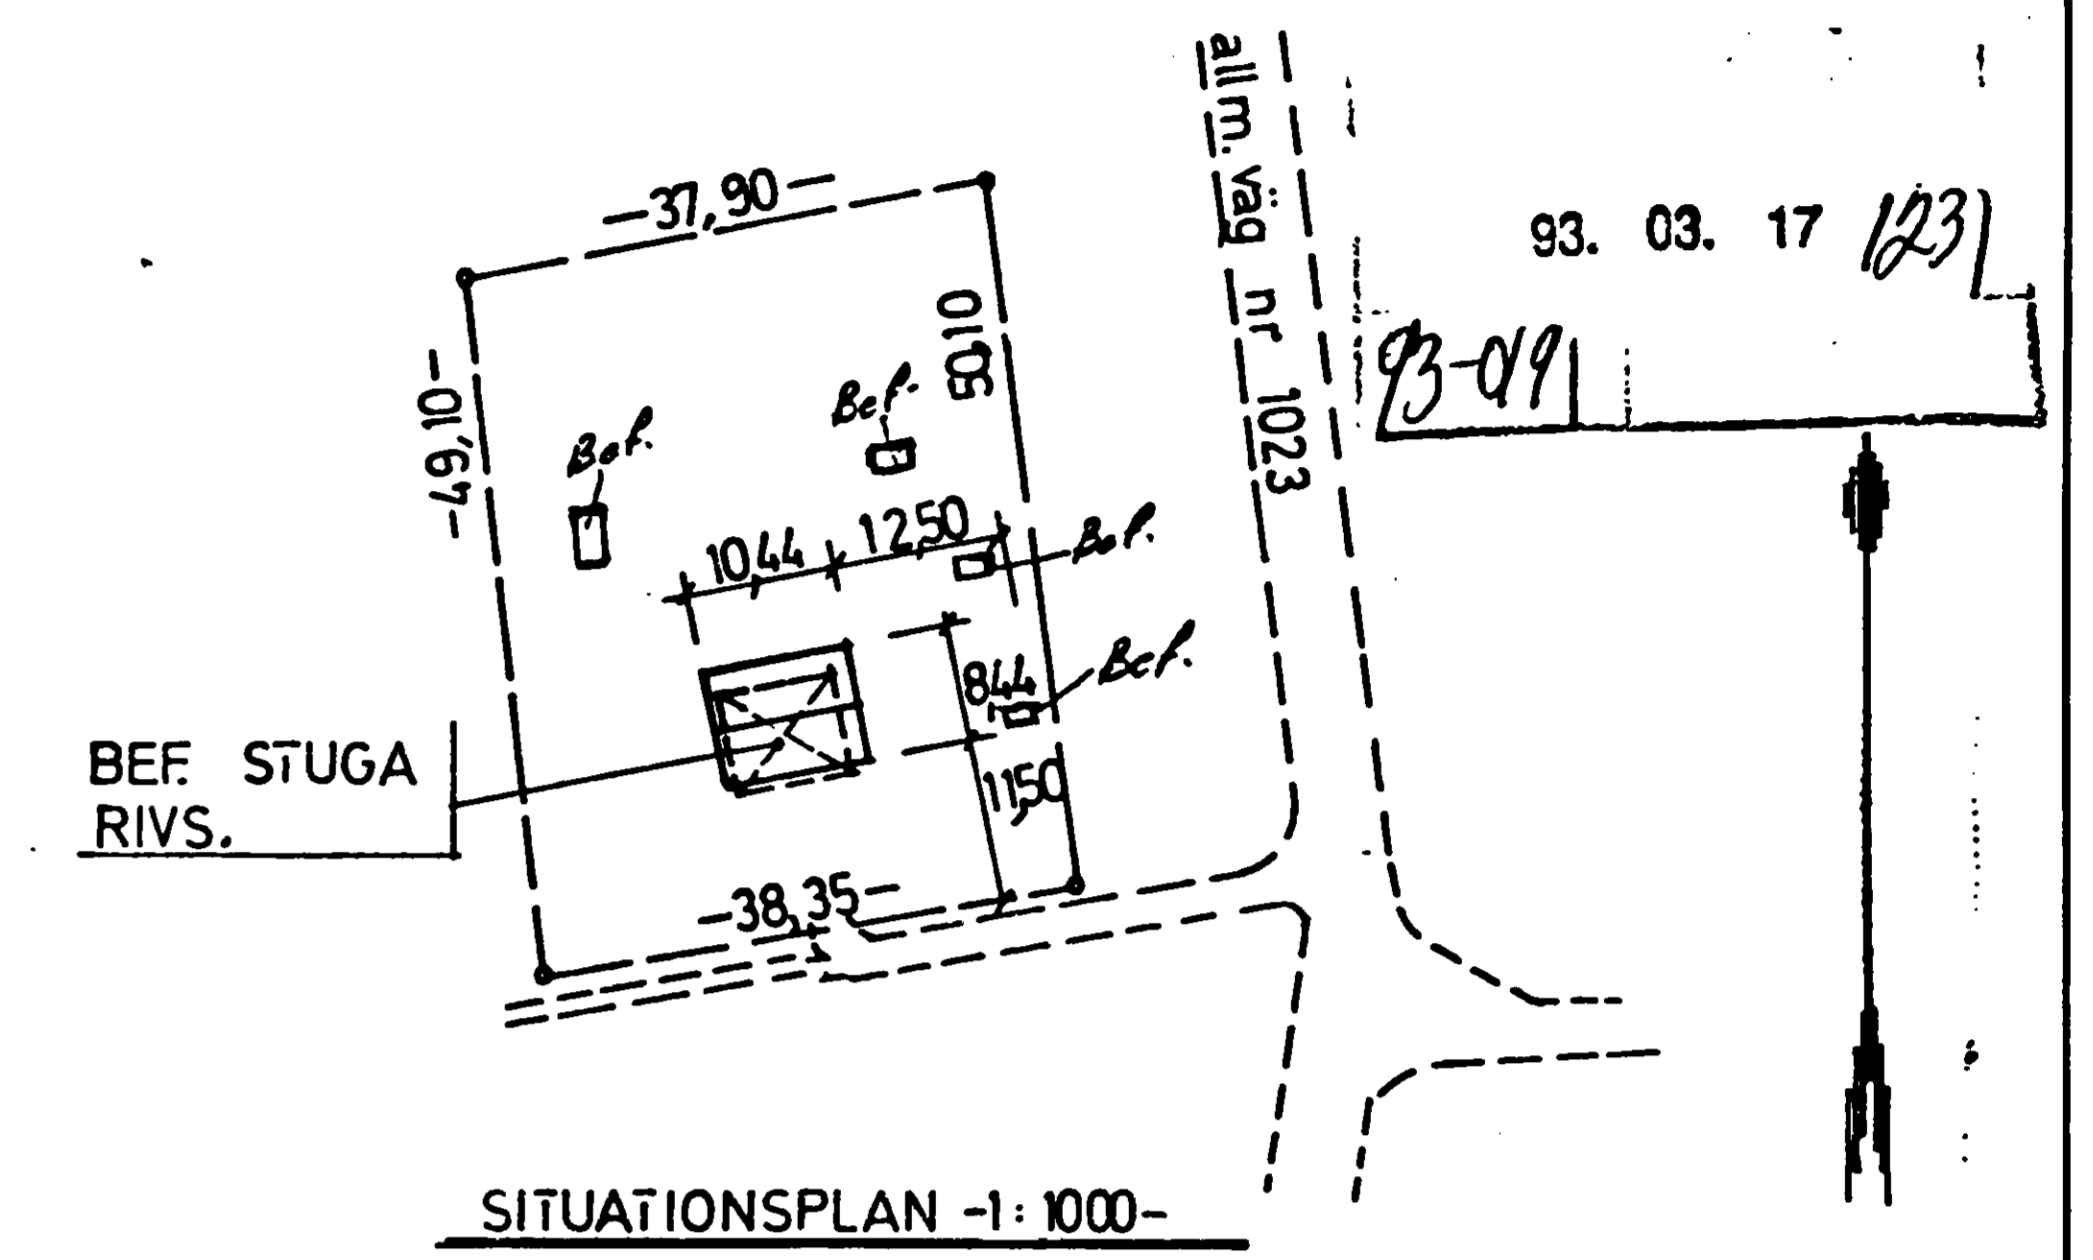 -37,90-
allm. väg nr 1023
93. 03. 17 1231
93-019
50,10
-49,10-
Bef.
Bef.
10,44
12,50
Bef.
8,44
Bef.
BEF. STUGA
RIVS.
11,50
-38,35-
SITUATIONSPLAN -1:1000-